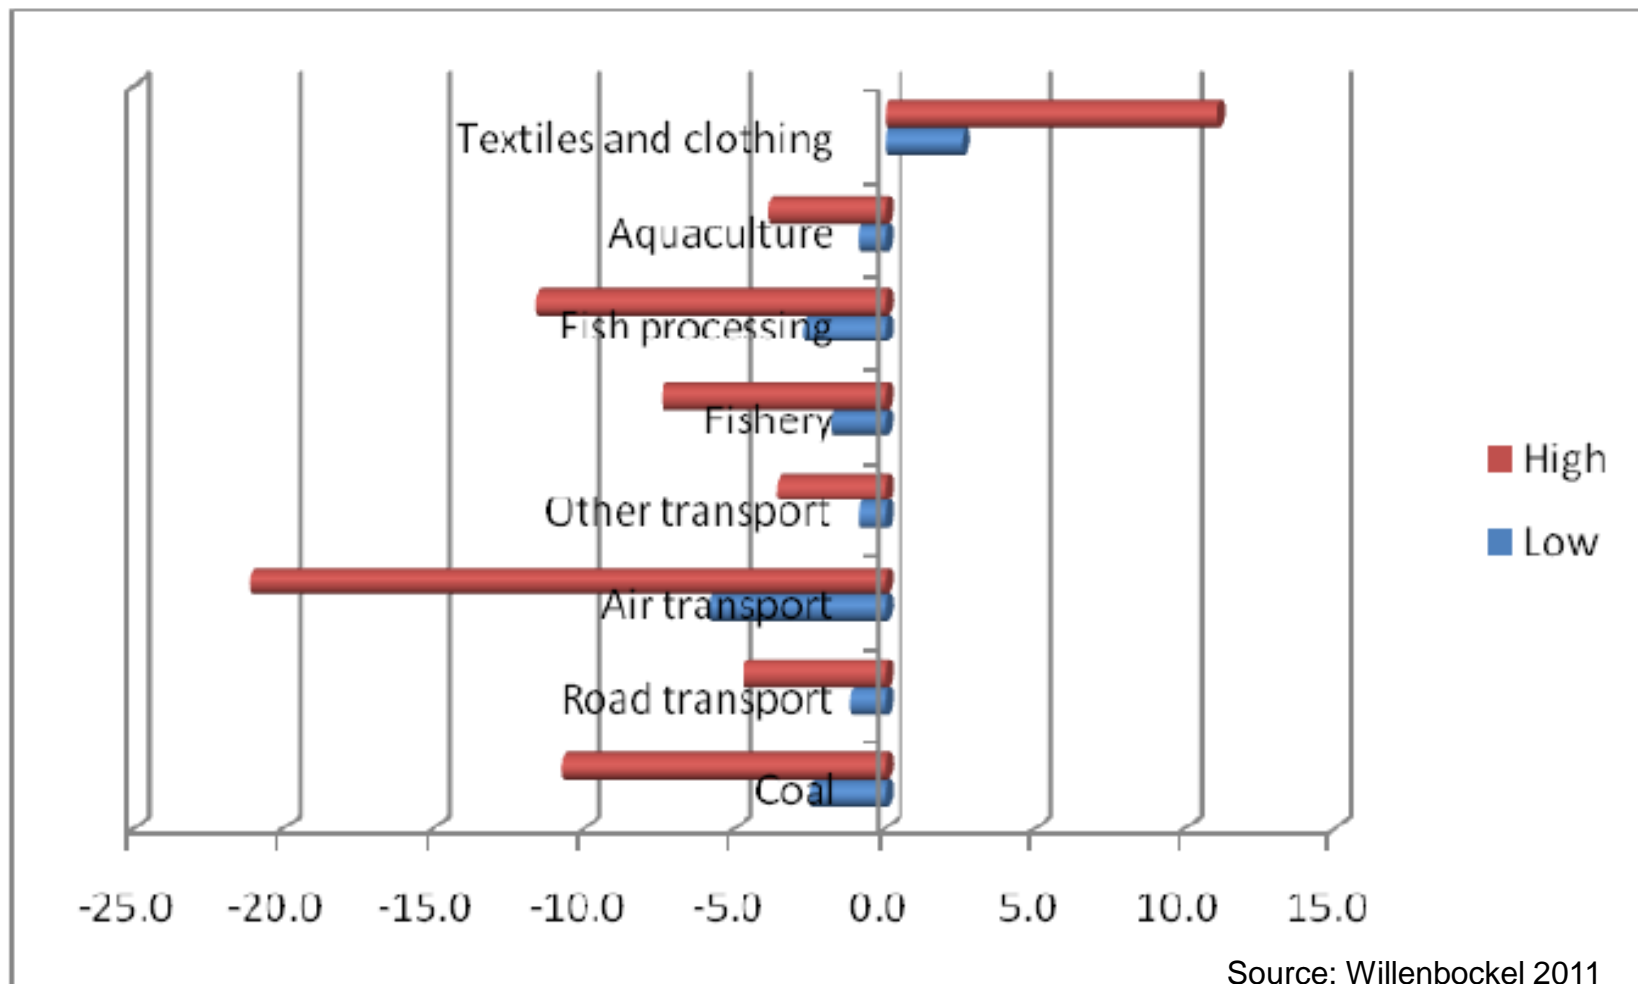 Textiles and clothing
Aquaculture
Fish processing
Fishery
Other transport
Air transport
Road transport
Coal
High
Low
-25.0 -20.0 -15.0 -10.0 -5.0 0.0 5.0 10.0 15.0
Source: Willenbockel 2011